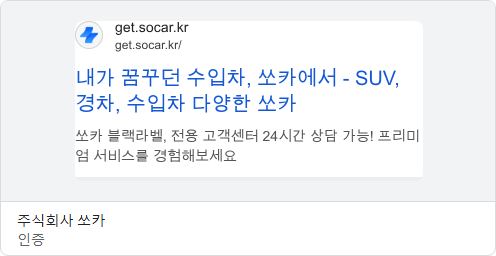 get.socar.kr
get.socar.kr/
내가 꿈꾸던 수입차, 쏘카에서 - SUV,
경차, 수입차 다양한 쏘카
쏘카 블랙라벨, 전용 고객센터 24시간 상담 가능! 프리미
엄 서비스를 경험해보세요
주식회사 쏘카
인증